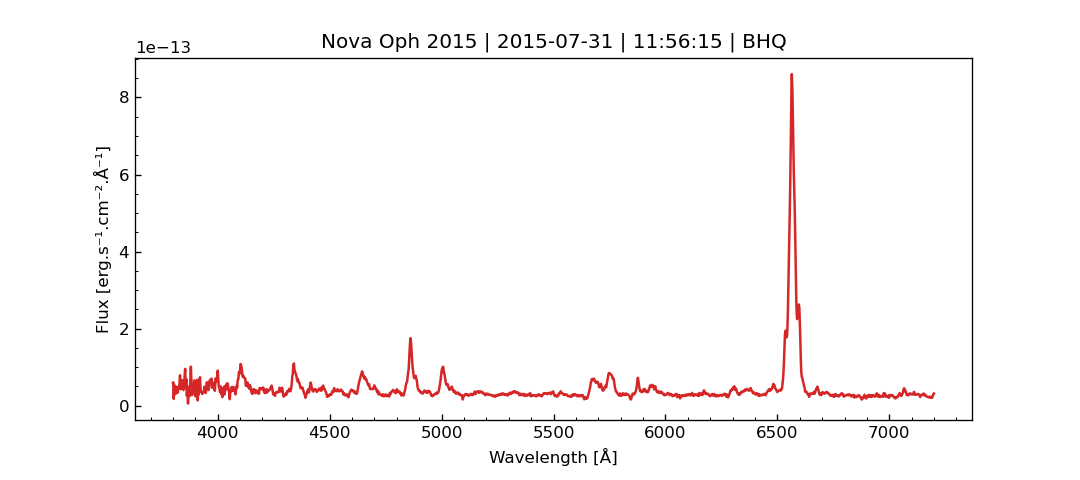 Nova Oph 2015 | 2015-07-31 | 11:56:15 | BHQ
1e−13
8
6
4
2
0
Flux [erg.s⁻¹.cm⁻².Å⁻¹]
4000 4500 5000 5500 6000 6500 7000
Wavelength [Å]